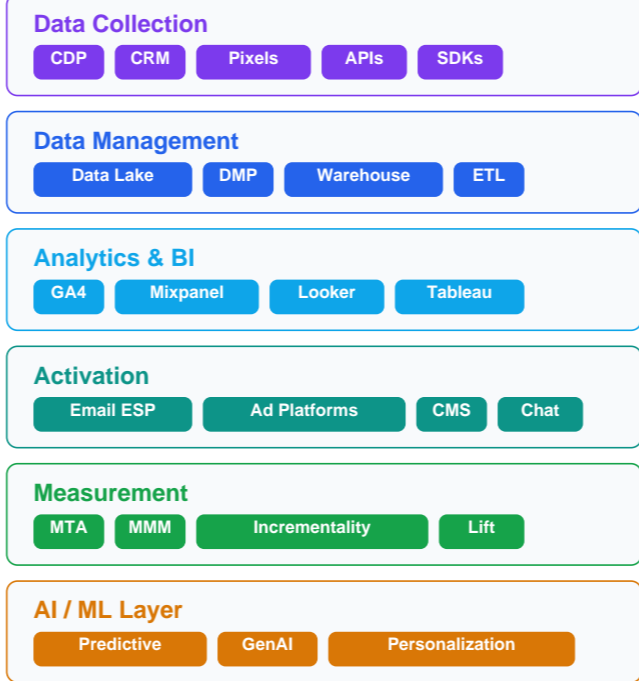 Data Collection
CDP CRM Pixels APIs SDKs
Data Management
Data Lake DMP Warehouse ETL
Analytics & BI
GA4 Mixpanel Looker Tableau
Activation
Email ESP Ad Platforms CMS Chat
Measurement
MTA MMM Incrementality Lift
AI / ML Layer
Predictive GenAI Personalization